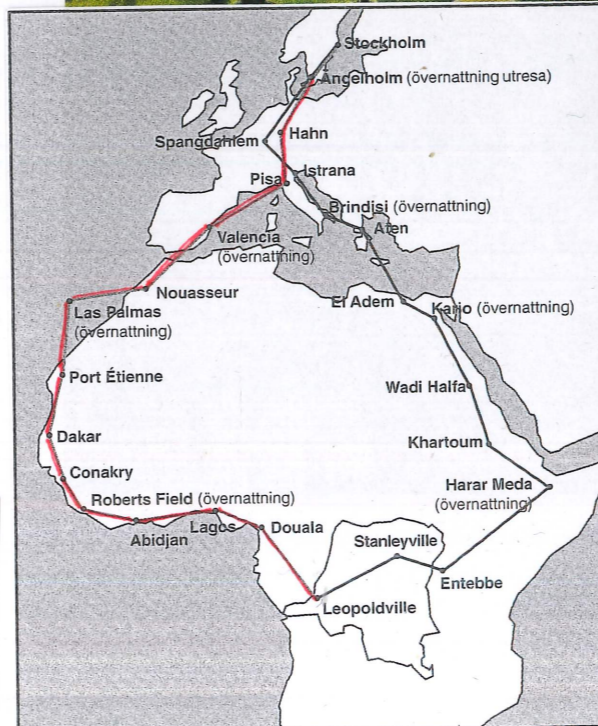 Stockholm
Ängelholm (övernattning utresa)
Hahn
Spangdahlem
Istrana
Pisa
Brindisi (övernattning)
Aten
Valencia
(övernattning)
Nouasseur
El Adem
Kario (övernattning)
Las Palmas
(övernattning)
Port Étienne
Wadi Halfa
Dakar
Khartoum
Conakry
Harar Meda
(övernattning)
Roberts Field (övernattning)
Lagos
Douala
Abidjan
Stanleyville
Entebbe
Leopoldville